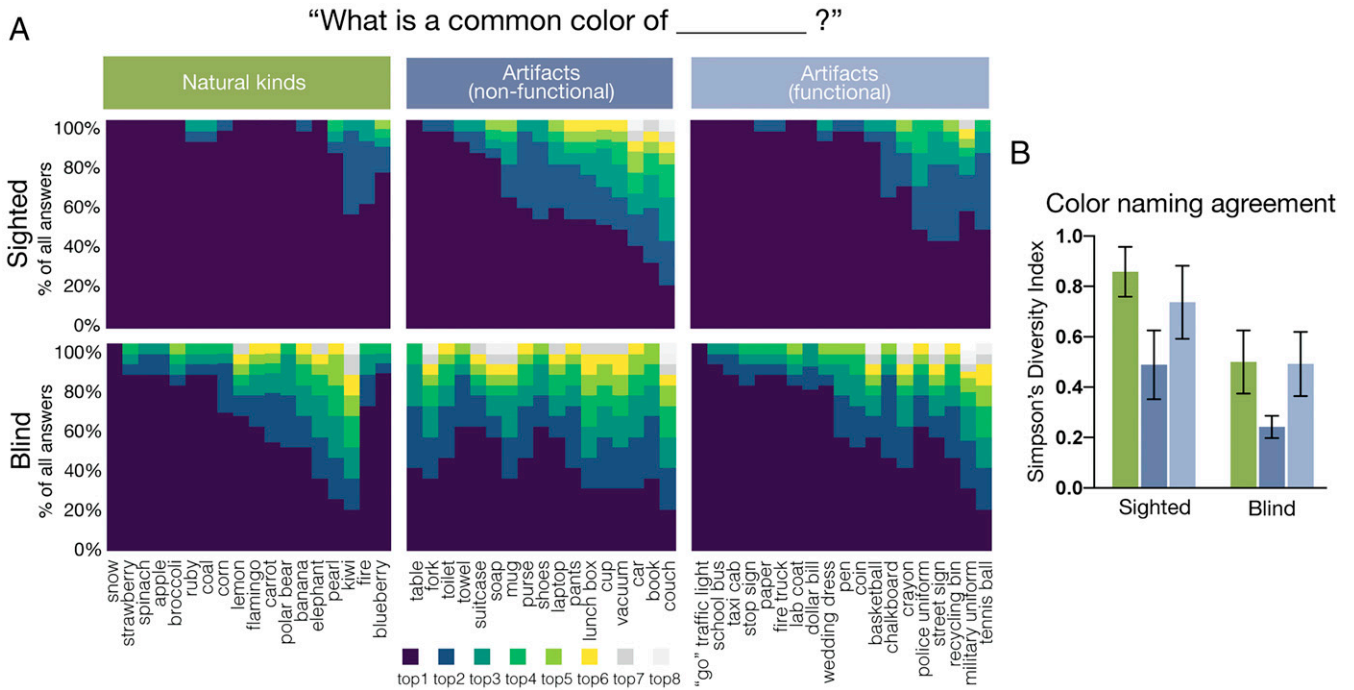 A
“What is a common color of ________ ?”
Natural kinds
Artifacts
(non-functional)
Artifacts
(functional)
Sighted
% of all answers
100%
80%
60%
40%
20%
0%
Blind
% of all answers
100%
80%
60%
40%
20%
0%
snow
strawberry
spinach
apple
broccoli
ruby
coal
corn
lemon
flamingo
carrot
polar bear
banana
elephant
pearl
kiwi
fire
blueberry
table
fork
toilet
towel
suitcase
soap
mug
purse
shoes
laptop
pants
lunch box
cup
vacuum
car
book
couch
“go” traffic light
school bus
taxi cab
stop sign
paper
fire truck
lab coat
dollar bill
wedding dress
pen
coin
basketball
chalkboard
crayon
police uniform
street sign
recycling bin
military uniform
tennis ball
top1 top2 top3 top4 top5 top6 top7 top8
B
Color naming agreement
Simpson’s Diversity Index
1.0
0.8
0.6
0.4
0.2
0.0
Sighted Blind